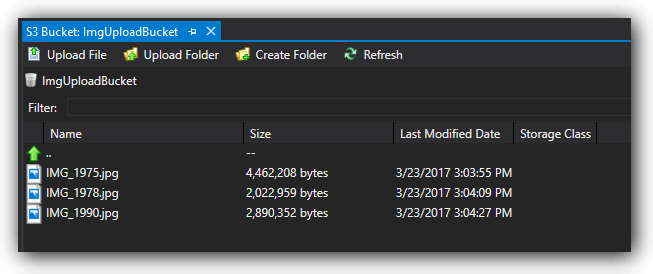 S3 Bucket: ImgUploadBucket
Upload File Upload Folder Create Folder Refresh
ImgUploadBucket
Filter:
Name Size Last Modified Date Storage Class
.. --
IMG_1975.jpg 4,462,208 bytes 3/23/2017 3:03:55 PM
IMG_1978.jpg 2,022,959 bytes 3/23/2017 3:04:09 PM
IMG_1990.jpg 2,890,352 bytes 3/23/2017 3:04:27 PM